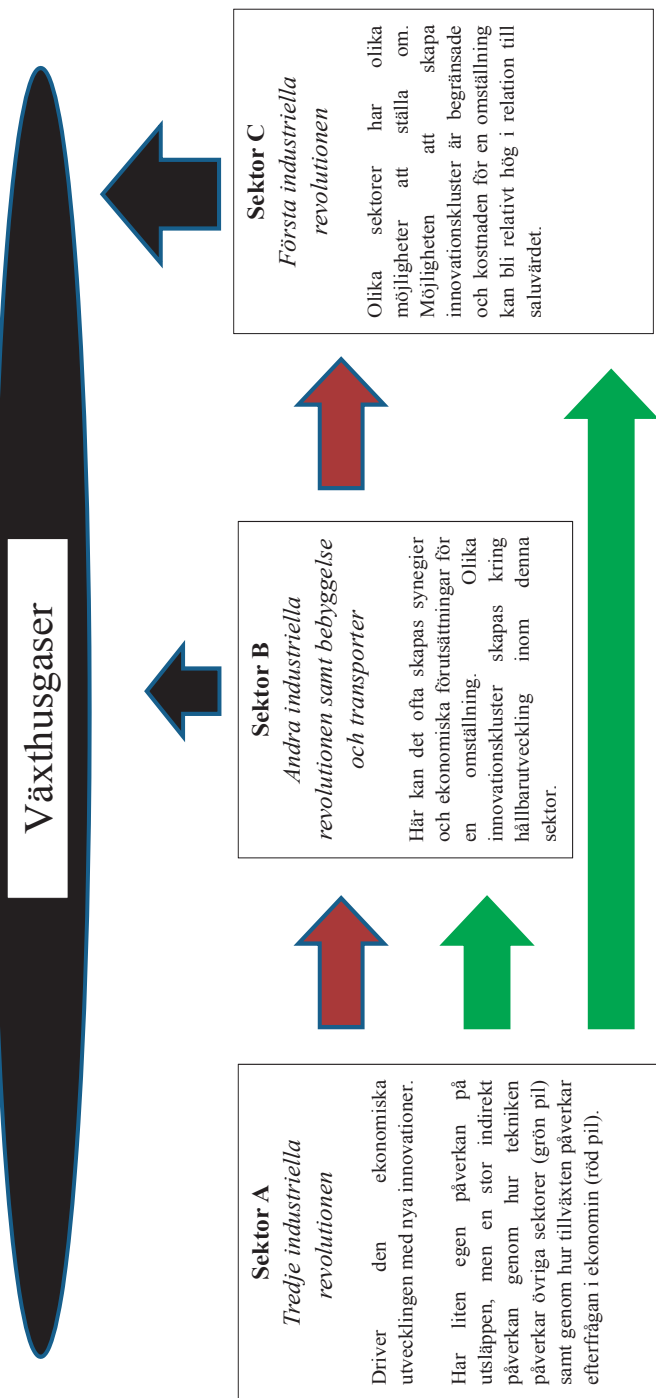 Växthusgaser
Sektor A
Tredje industriella
revolutionen
Driver den ekonomiska
utvecklingen med nya innovationer.
Har liten egen påverkan på
utsläppen, men en stor indirekt
påverkan genom hur tekniken
påverkar övriga sektorer (grön pil)
samt genom hur tillväxten påverkar
efterfrågan i ekonomin (röd pil).
Sektor B
Andra industriella
revolutionen samt bebyggelse
och transporter
Här kan det ofta skapas synegier
och ekonomiska förutsättningar för
en omställning. Olika
innovationskluster skapas kring
hållbarutveckling inom denna
sektor.
Sektor C
Första industriella
revolutionen
Olika sektorer har olika
möjligheter att ställa om.
Möjligheten att skapa
innovationskluster är begränsade
och kostnaden för en omställning
kan bli relativt hög i relation till
saluvärdet.